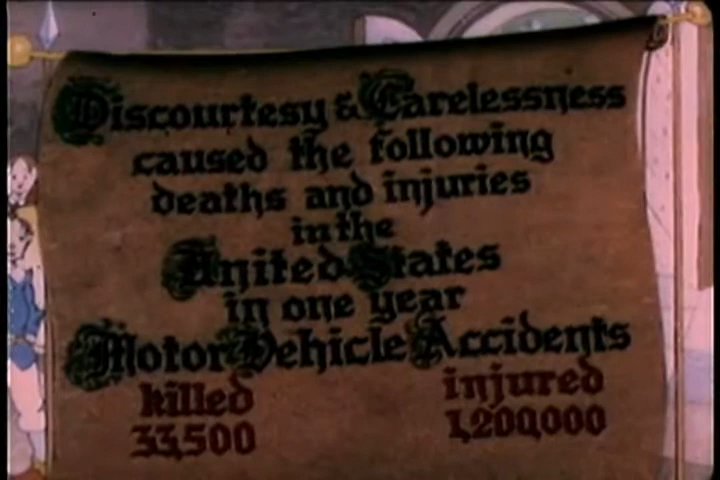 Discourtesy & Carelessness
caused the following
deaths and injuries
in the
United States
in one year
Motor Vehicle Accidents
killed injured
33,500 1,200,000